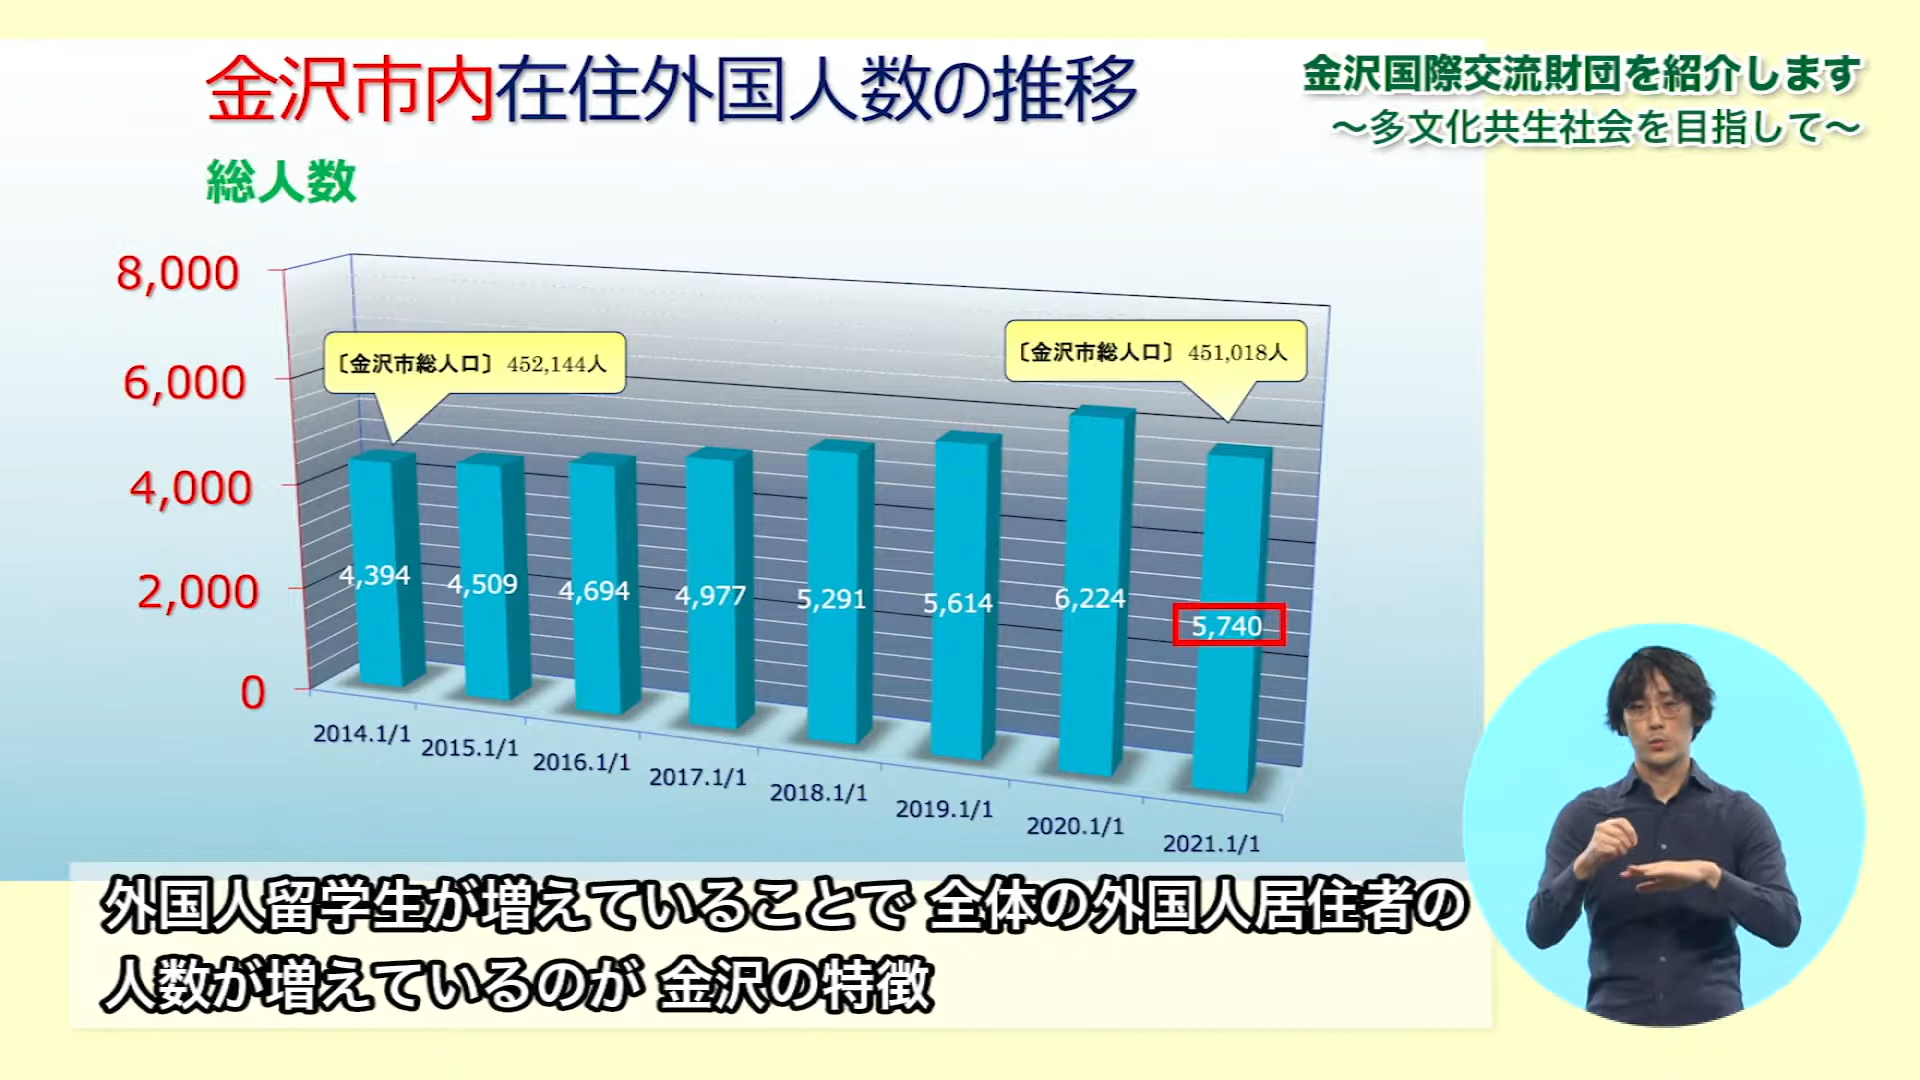 金沢市内在住外国人数の推移
金沢国際交流財団を紹介します
～多文化共生社会を目指して～
総人数
8,000
6,000
4,000
2,000
0
〔金沢市総人口〕 452,144人
〔金沢市総人口〕 451,018人
4,394
4,509
4,694
4,977
5,291
5,614
6,224
5,740
2014.1/1
2015.1/1
2016.1/1
2017.1/1
2018.1/1
2019.1/1
2020.1/1
2021.1/1
外国人留学生が増えていることで 全体の外国人居住者の
人数が増えているのが 金沢の特徴